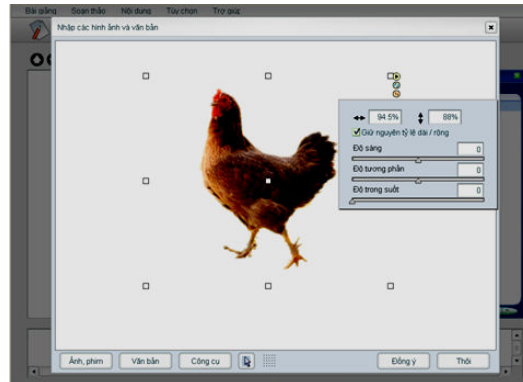 Bài giảng Soạn thảo Nội dung Tùy chọn Trợ giúp
Nhập các hình ảnh và văn bản
94.5% 88%
Giữ nguyên tỷ lệ dài / rộng
Độ sáng 0
Độ tương phản 0
Độ trong suốt 0
Ảnh, phim Văn bản Công cụ Đồng ý Thôi